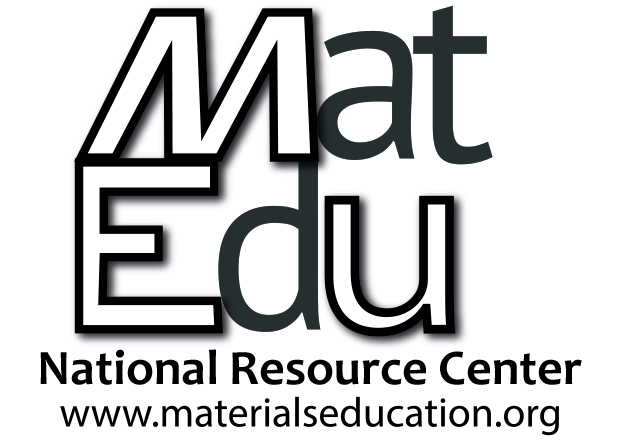 Mat
Edu
National Resource Center
www.materialseducation.org